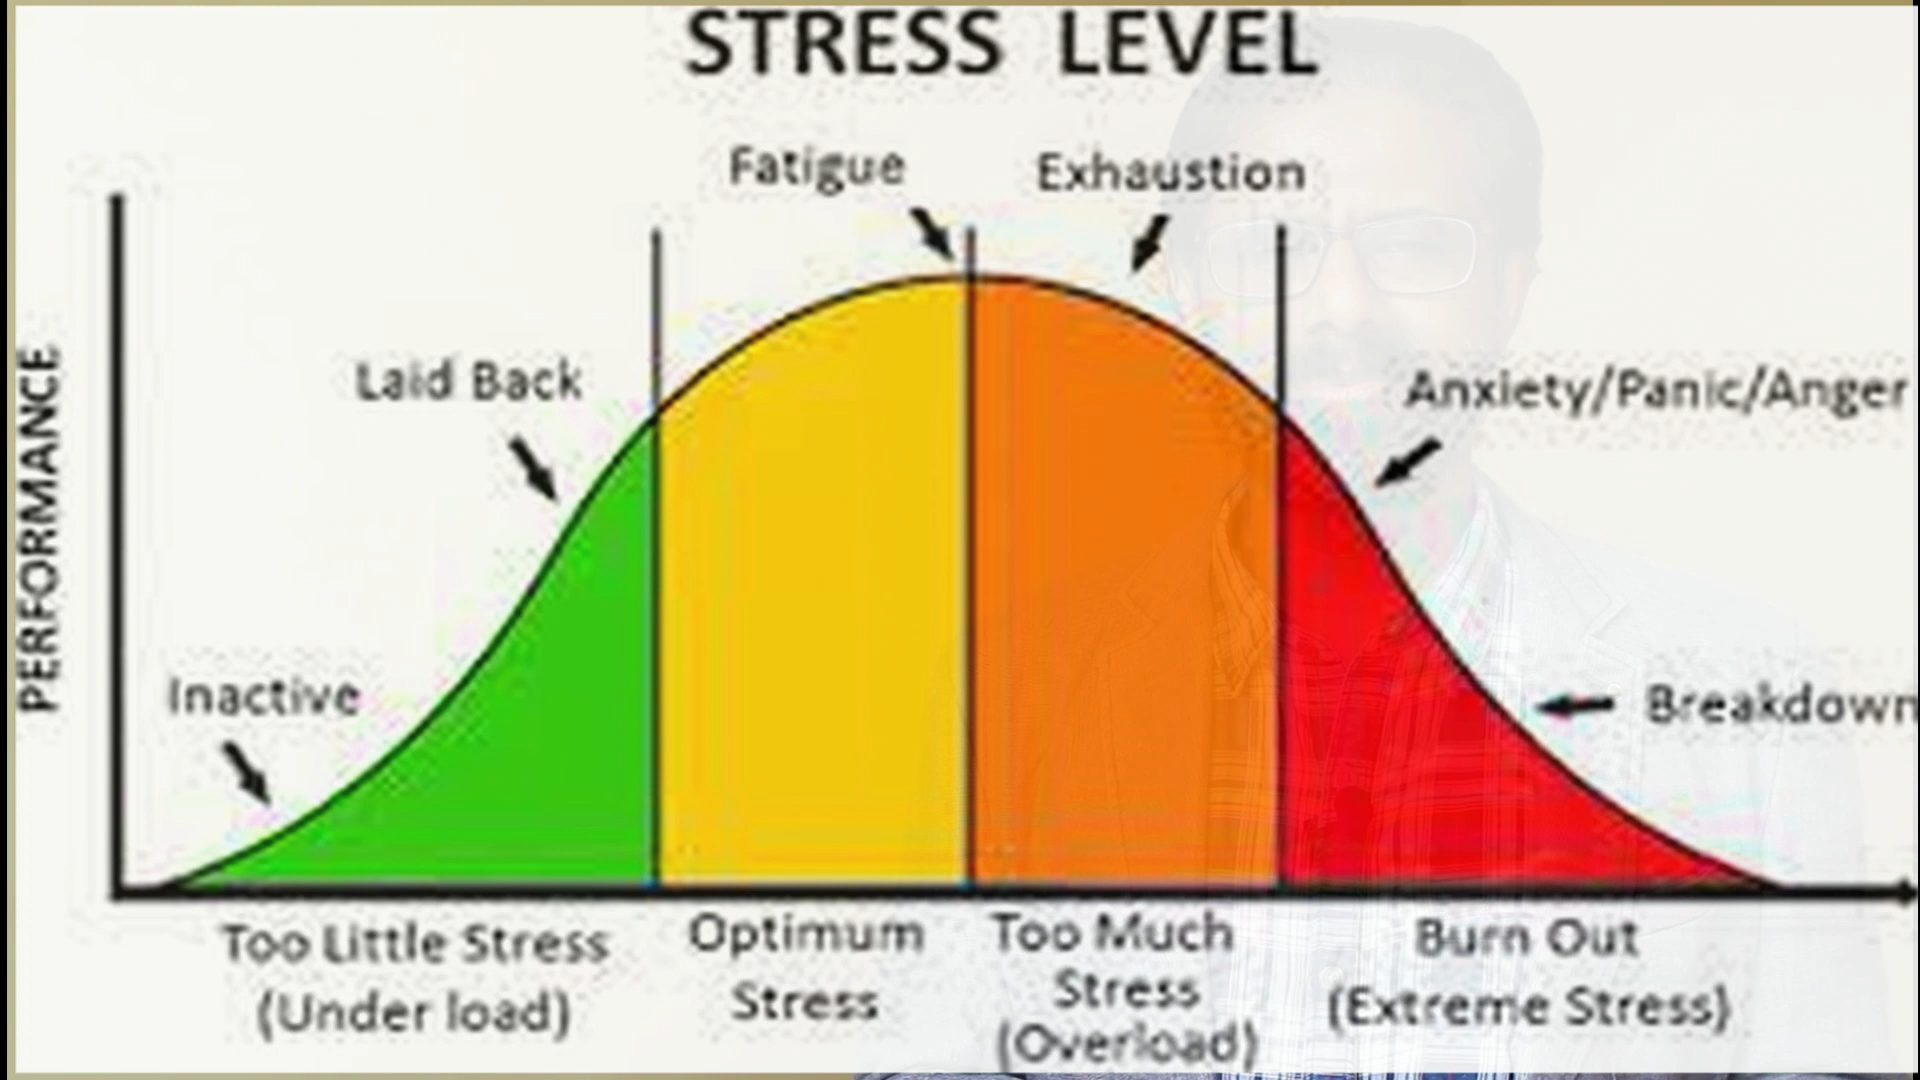 STRESS LEVEL
Fatigue
Exhaustion
Laid Back
Anxiety/Panic/Anger
Inactive
Breakdown
PERFORMANCE
Too Little Stress
(Under load)
Optimum
Stress
Too Much
Stress
(Overload)
Burn Out
(Extreme Stress)